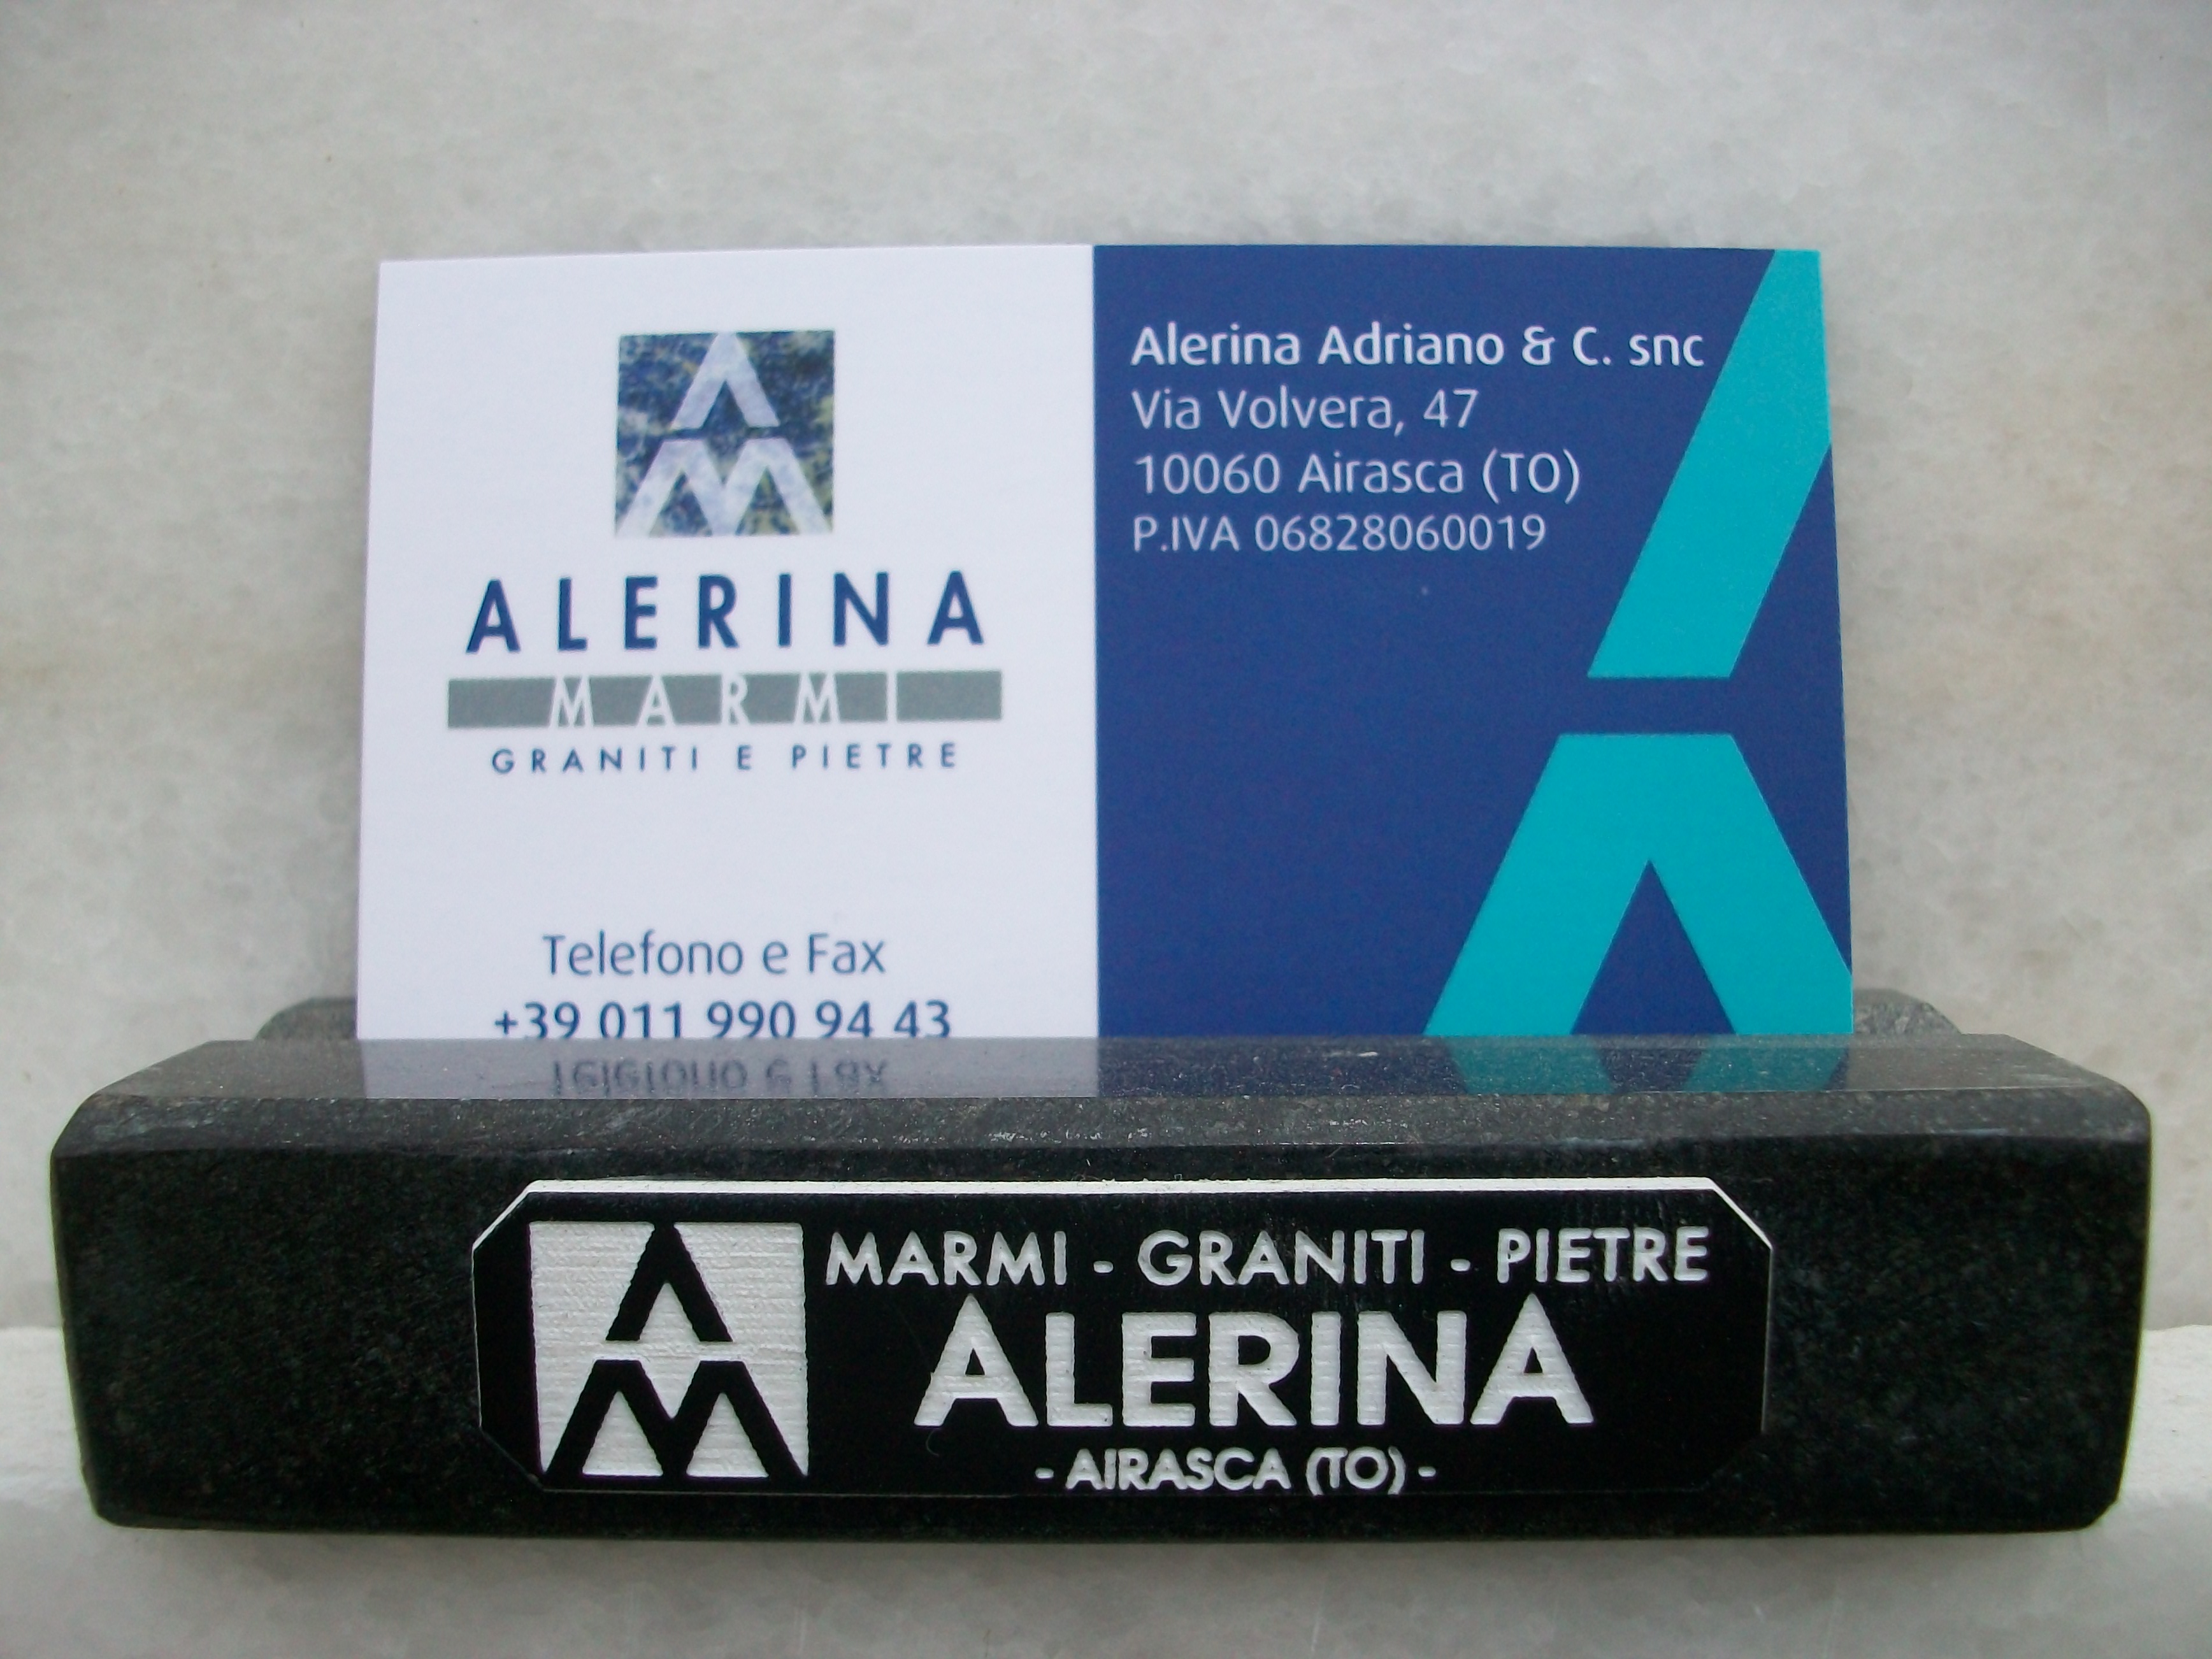 ALERINA
MARMI
GRANITI E PIETRE
Telefono e Fax
+39 011 990 94 43
Alerina Adriano & C. snc
Via Volvera, 47
10060 Airasca (TO)
P.IVA 06828060019
MARMI - GRANITI - PIETRE
ALERINA
- AIRASCA (TO) -